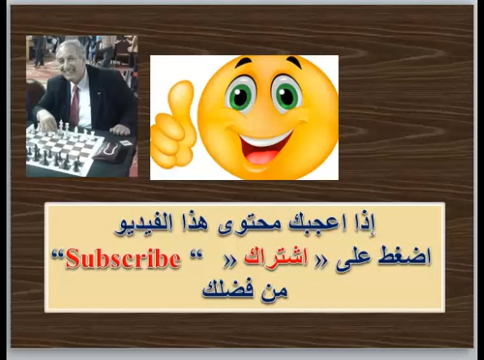 إذا اعجبك محتوى هذا الفيديو
اضغط على » اشتراك » “ Subscribe“
من فضلك